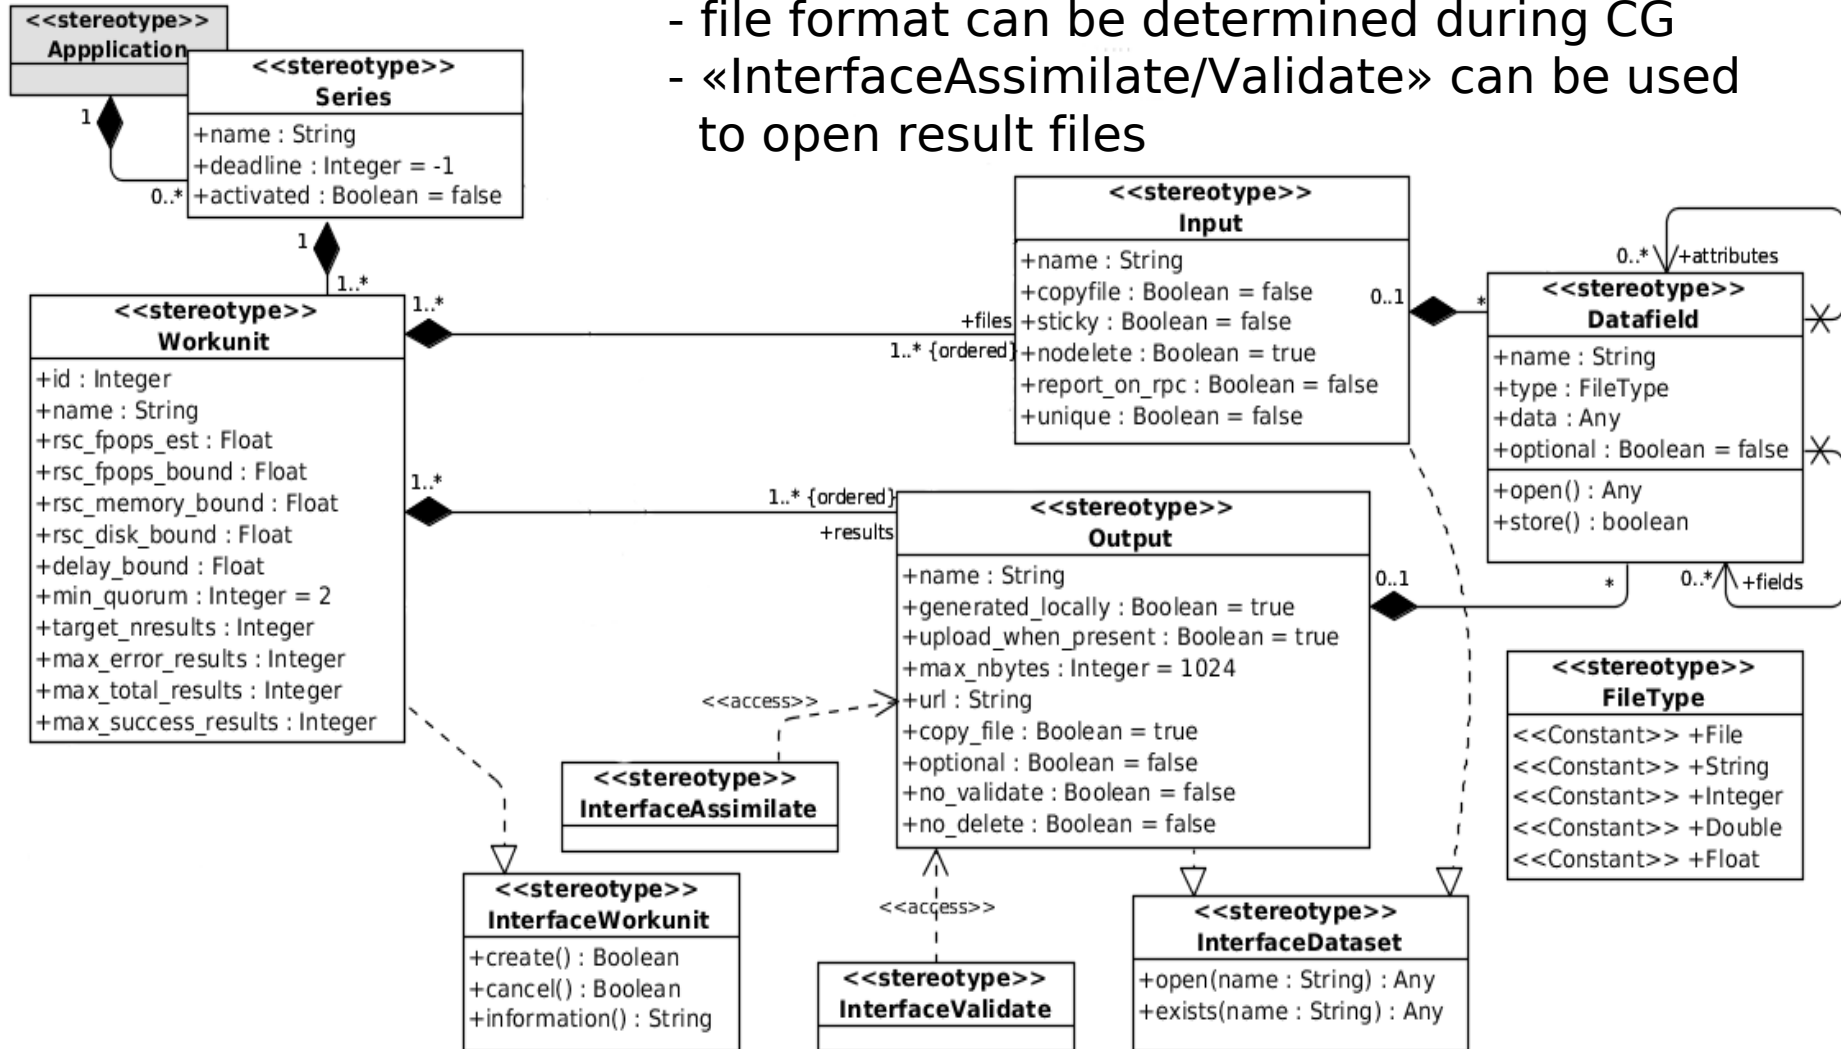 - file format can be determined during CG
- «InterfaceAssimilate/Validate» can be used
to open result files
<<stereotype>>
Appplication
1
0..*
<<stereotype>>
Series
+name : String
+deadline : Integer = -1
+activated : Boolean = false
1
1..*
<<stereotype>>
Workunit
+id : Integer
+name : String
+rsc_fpops_est : Float
+rsc_fpops_bound : Float
+rsc_memory_bound : Float
+rsc_disk_bound : Float
+delay_bound : Float
+min_quorum : Integer = 2
+target_nresults : Integer
+max_error_results : Integer
+max_total_results : Integer
+max_success_results : Integer
1..*
+files
1..* {ordered}
1..*
1..* {ordered}
+results
<<stereotype>>
Input
+name : String
+copyfile : Boolean = false
+sticky : Boolean = false
+nodelete : Boolean = true
+report_on_rpc : Boolean = false
+unique : Boolean = false
0..1
*
0..*
+attributes
<<stereotype>>
Datafield
+name : String
+type : FileType
+data : Any
+optional : Boolean = false
+open() : Any
+store() : boolean
*
0..*
+fields
<<stereotype>>
Output
+name : String
+generated_locally : Boolean = true
+upload_when_present : Boolean = true
+max_nbytes : Integer = 1024
+url : String
+copy_file : Boolean = true
+optional : Boolean = false
+no_validate : Boolean = false
+no_delete : Boolean = false
0..1
<<stereotype>>
FileType
<<Constant>> +File
<<Constant>> +String
<<Constant>> +Integer
<<Constant>> +Double
<<Constant>> +Float
<<access>>
<<stereotype>>
InterfaceAssimilate
<<stereotype>>
InterfaceWorkunit
+create() : Boolean
+cancel() : Boolean
+information() : String
<<access>>
<<stereotype>>
InterfaceValidate
<<stereotype>>
InterfaceDataset
+open(name : String) : Any
+exists(name : String) : Any